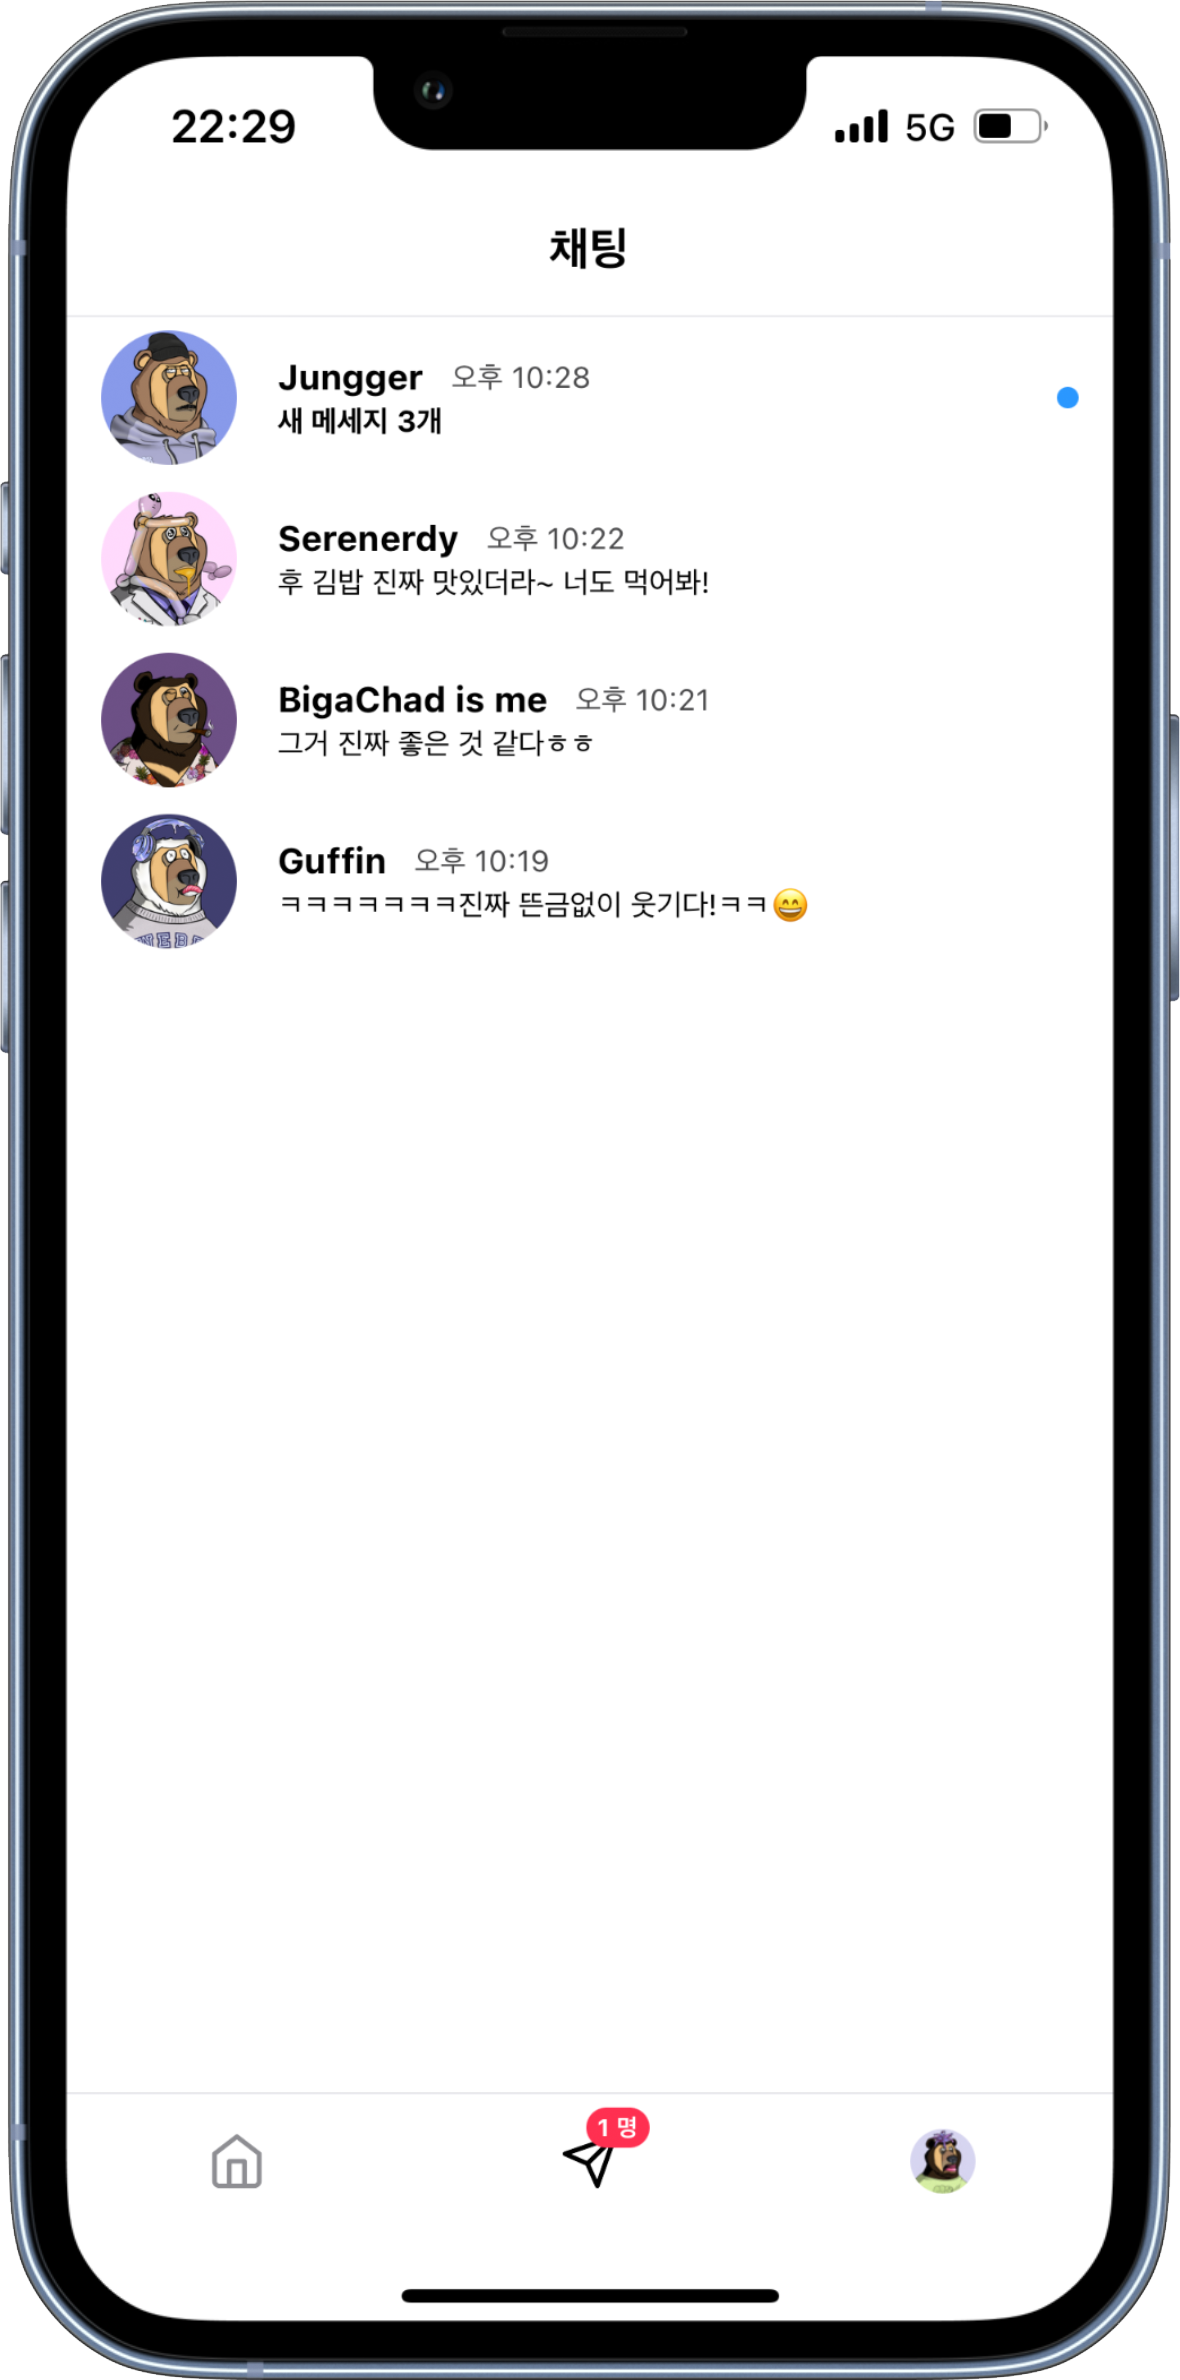 22:29
5G
채팅
Jungger 오후 10:28
새 메세지 3개
Serenerdy 오후 10:22
후 김밥 진짜 맛있더라~ 너도 먹어봐!
BigaChad is me 오후 10:21
그거 진짜 좋은 것 같다ㅎㅎ
Guffin 오후 10:19
ㅋㅋㅋㅋㅋㅋㅋ진짜 뜬금없이 웃기다!ㅋㅋ😄
1 명